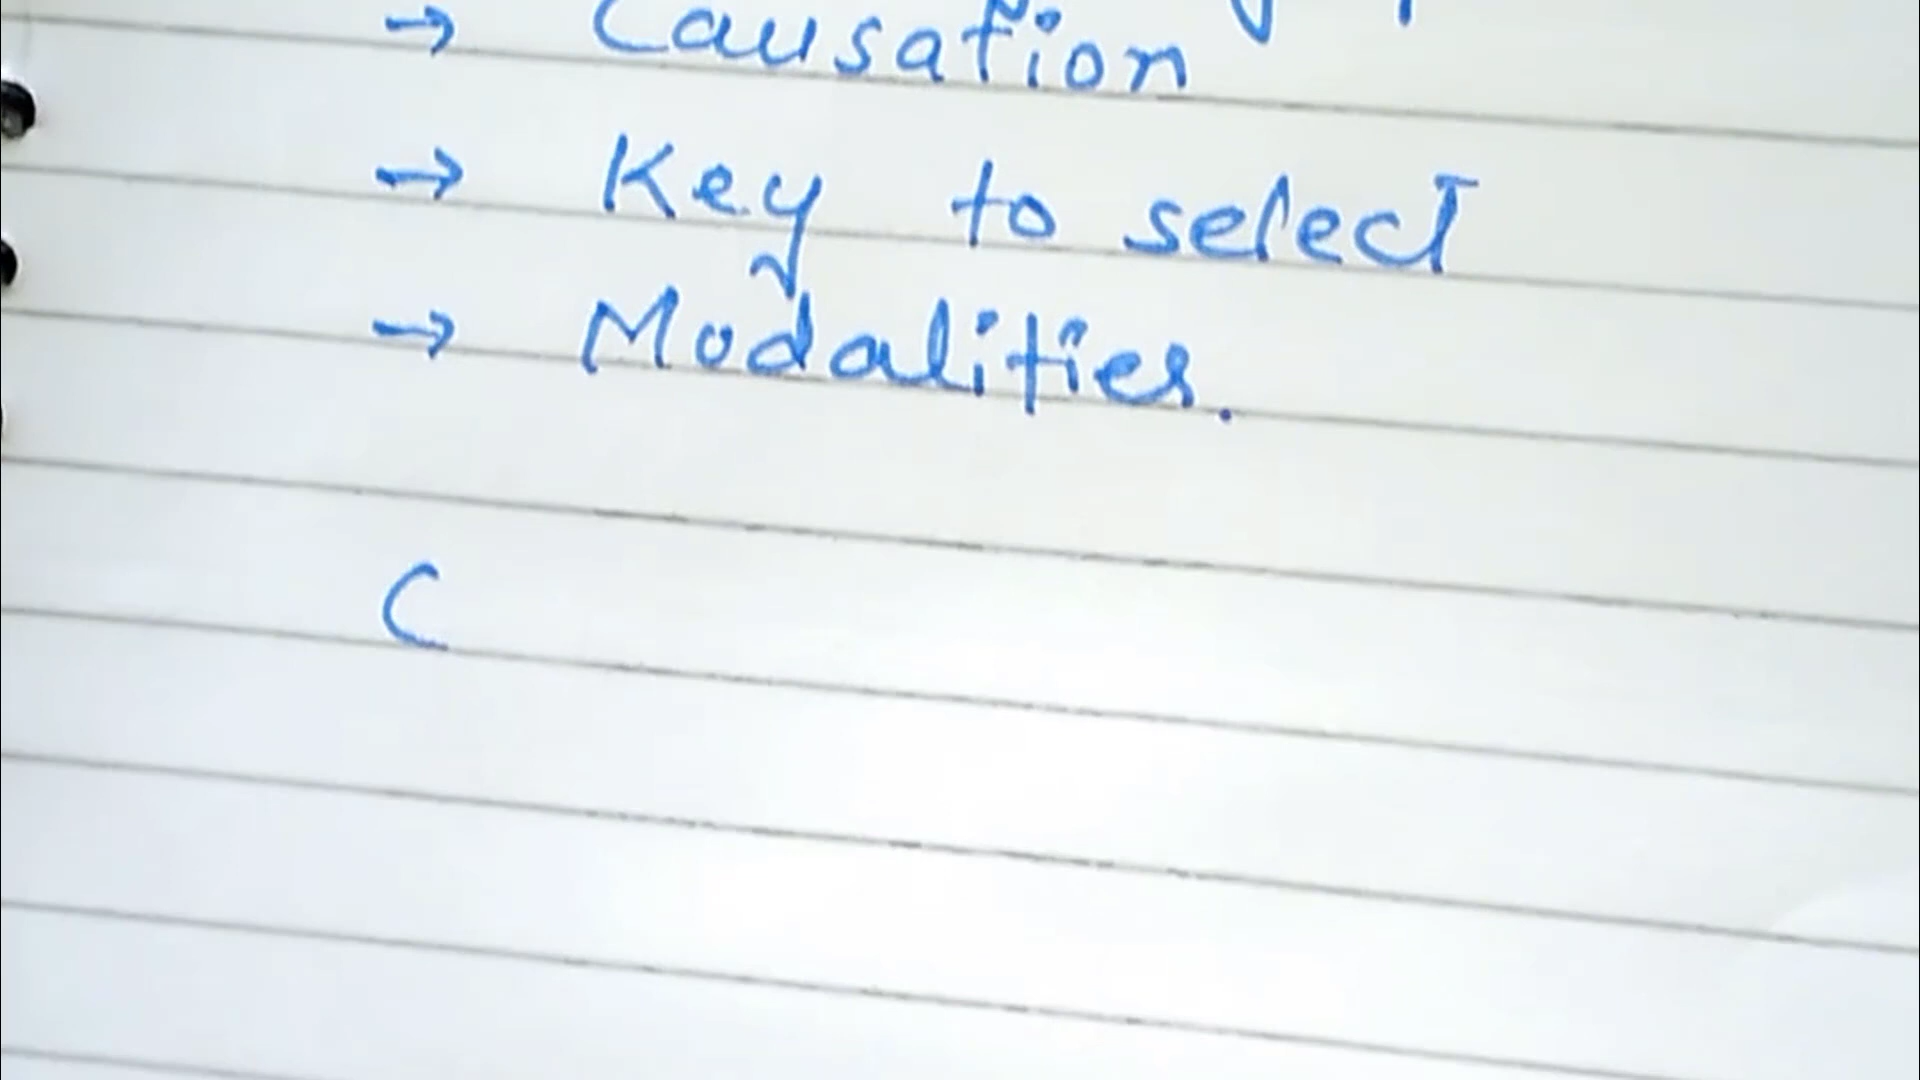 → Causation
→ Key to select
→ Modalities.
C